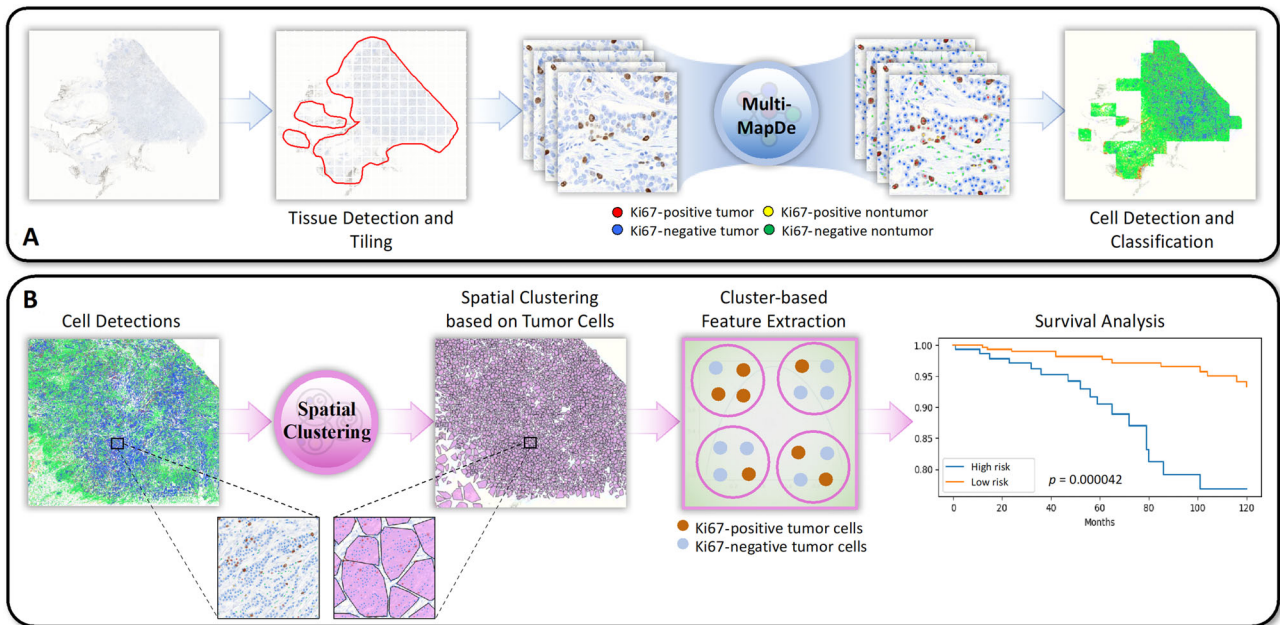 Multi-
MapDe
Tissue Detection and
Tiling
Ki67-positive tumor
Ki67-positive nontumor
Ki67-negative tumor
Ki67-negative nontumor
Cell Detection and
Classification
A
B
Cell Detections
Spatial
Clustering
Spatial Clustering
based on Tumor Cells
Cluster-based
Feature Extraction
Ki67-positive tumor cells
Ki67-negative tumor cells
Survival Analysis
1.00
0.95
0.90
0.85
0.80
High risk
Low risk
p = 0.000042
0 20 40 60 80 100 120
Months